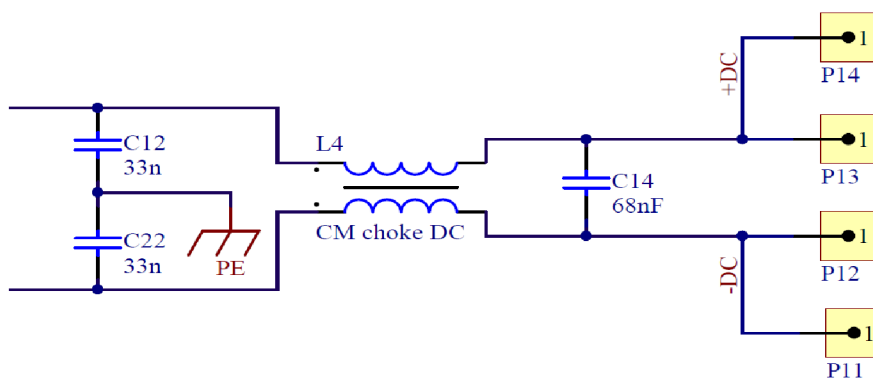 C12
33n
C22
33n
PE
L4
CM choke DC
C14
68nF
+DC
-DC
1
P14
1
P13
1
P12
1
P11